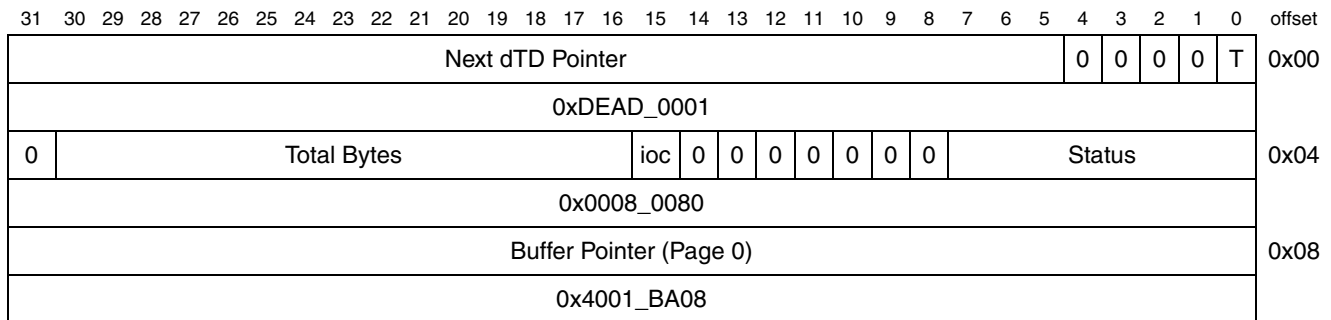 31 30 29 28 27 26 25 24 23 22 21 20 19 18 17 16 15 14 13 12 11 10 9 8 7 6 5 4 3 2 1 0 offset
Next dTD Pointer 0 0 0 0 T 0x00
0xDEAD_0001
0 Total Bytes ioc 0 0 0 0 0 0 0 Status 0x04
0x0008_0080
Buffer Pointer (Page 0) 0x08
0x4001_BA08